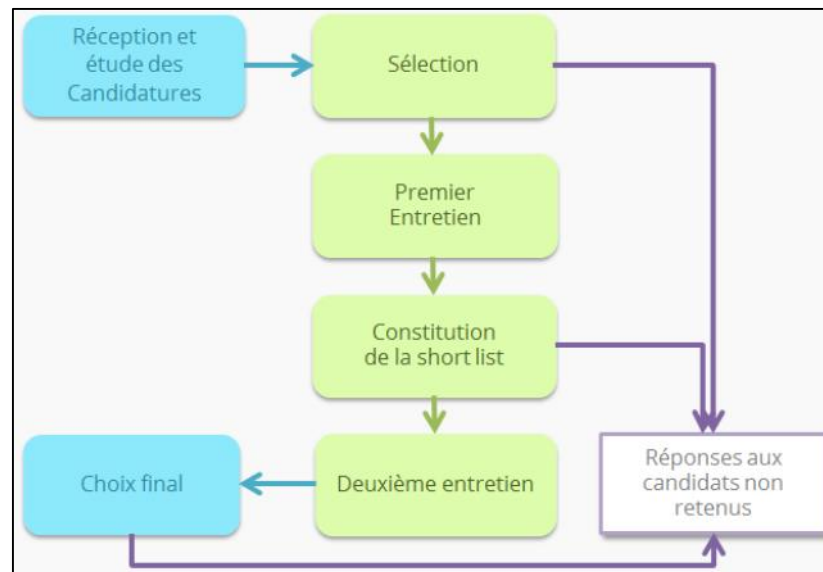 Réception et
étude des
Candidatures
Sélection
Premier
Entretien
Constitution
de la short list
Deuxième entretien
Choix final
Réponses aux
candidats non
retenus